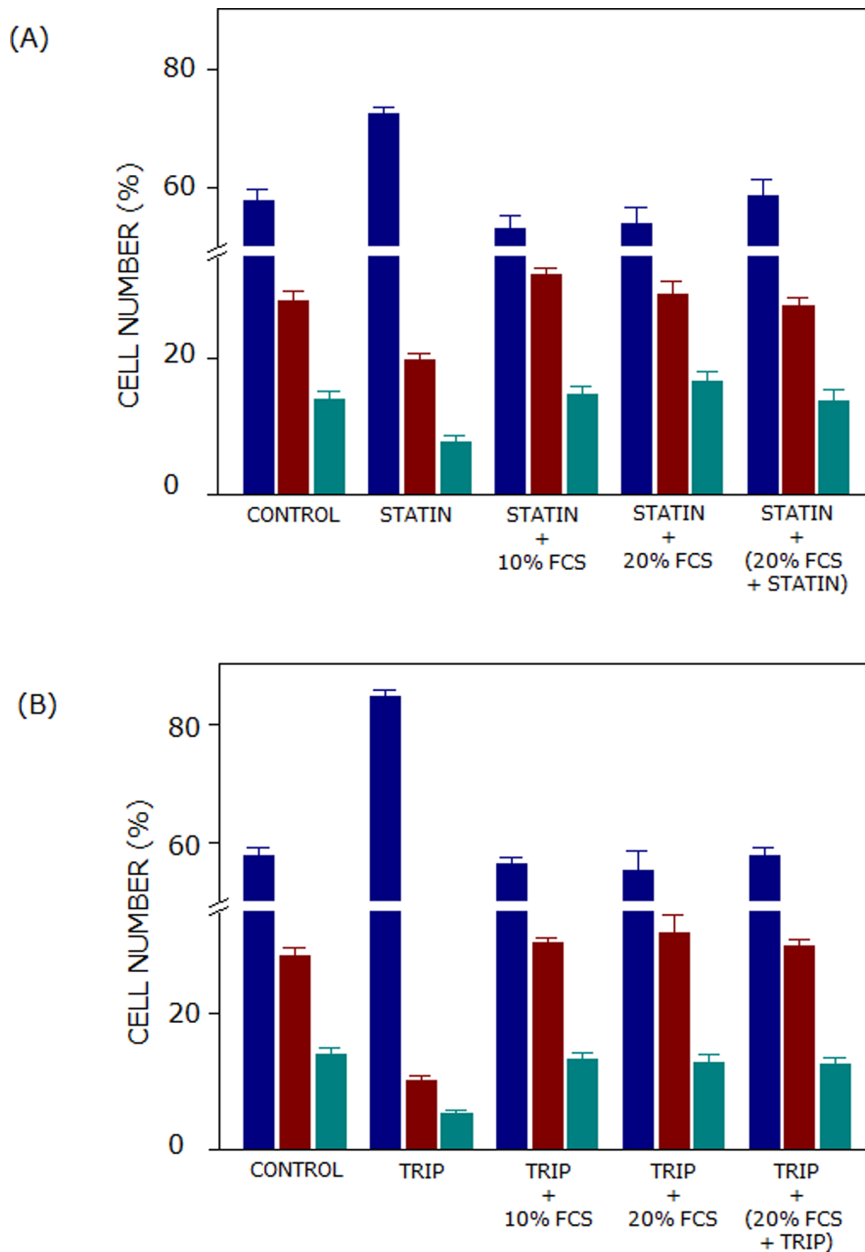 (A)
CELL NUMBER (%)
80
60
20
0
CONTROL
STATIN
STATIN
+
10% FCS
STATIN
+
20% FCS
STATIN
+
(20% FCS
+ STATIN)
(B)
CELL NUMBER (%)
80
60
20
0
CONTROL
TRIP
TRIP
+
10% FCS
TRIP
+
20% FCS
TRIP
+
(20% FCS
+ TRIP)